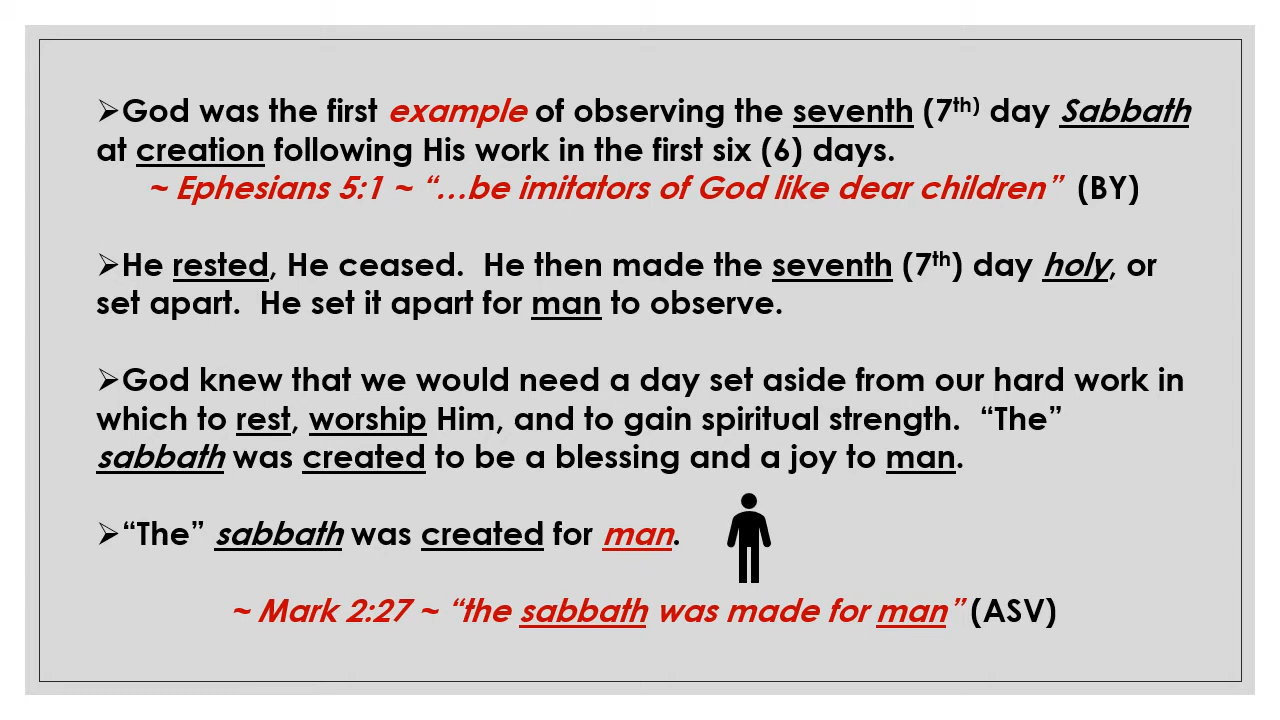 ➢God was the first example of observing the seventh (7th) day Sabbath
at creation following His work in the first six (6) days.
~ Ephesians 5:1 ~ “…be imitators of God like dear children” (BY)
➢He rested, He ceased.  He then made the seventh (7th) day holy, or
set apart.  He set it apart for man to observe.
➢God knew that we would need a day set aside from our hard work in
which to rest, worship Him, and to gain spiritual strength.  “The”
sabbath was created to be a blessing and a joy to man.
➢“The” sabbath was created for man.
~ Mark 2:27 ~ “the sabbath was made for man” (ASV)